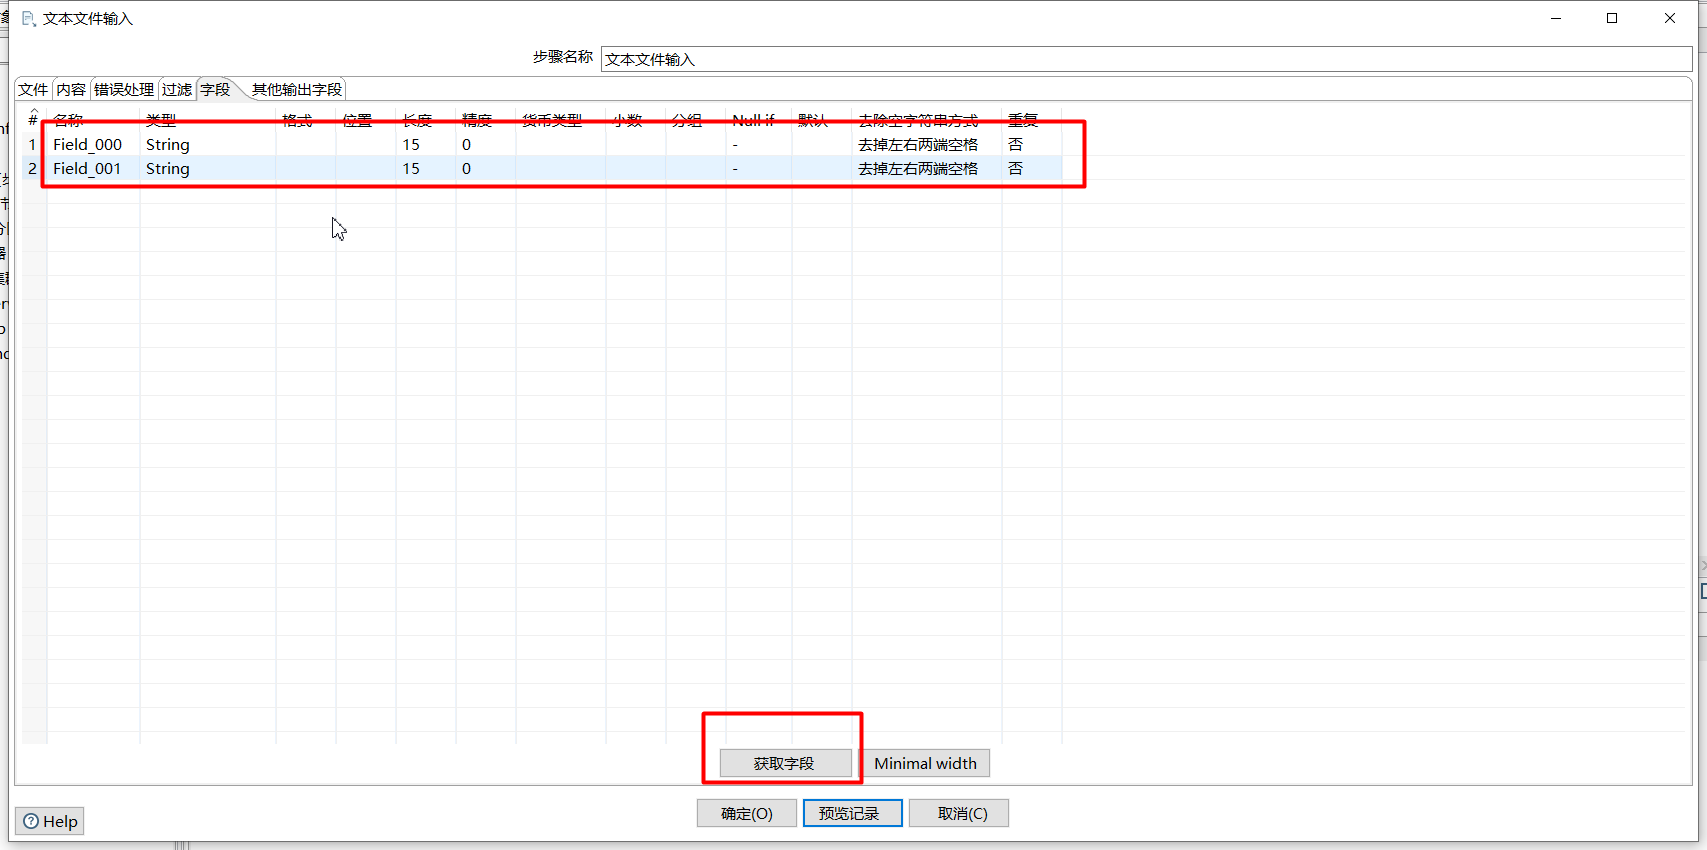 文本文件输入
步骤名称 文本文件输入
文件 内容 错误处理 过滤 字段 其他输出字段
# 名称 类型 格式 位置 长度 精度 货币类型 小数 分组 Null if 默认 去除空字符串方式 重复
1 Field_000 String 15 0 - 去掉左右两端空格 否
2 Field_001 String 15 0 - 去掉左右两端空格 否
获取字段 Minimal width
确定(O) 预览记录 取消(C)
Help